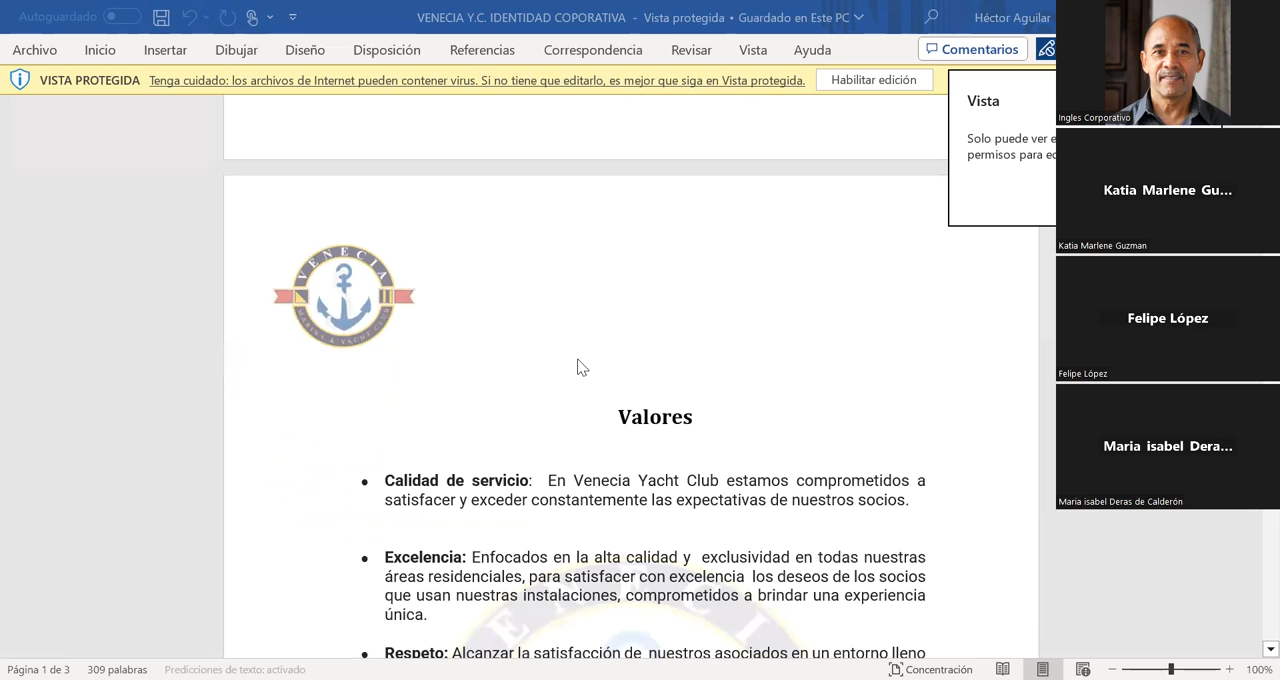 Autoguardado
VENECIA Y.C. IDENTIDAD COPORATIVA - Vista protegida • Guardado en Este PC
Héctor Aguilar
Archivo Inicio Insertar Dibujar Diseño Disposición Referencias Correspondencia Revisar Vista Ayuda
Comentarios
VISTA PROTEGIDA Tenga cuidado: los archivos de Internet pueden contener virus. Si no tiene que editarlo, es mejor que siga en Vista protegida.
Habilitar edición
Vista
Solo puede ver
permisos para
Ingles Corporativo
Katia Marlene Gu...
Katia Marlene Guzman
Felipe López
Felipe López
Maria isabel Dera...
Maria isabel Deras de Calderón
VENECIA
MARINA & YACHT CLUB
Valores
• Calidad de servicio: En Venecia Yacht Club estamos comprometidos a
satisfacer y exceder constantemente las expectativas de nuestros socios.
• Excelencia: Enfocados en la alta calidad y exclusividad en todas nuestras
áreas residenciales, para satisfacer con excelencia los deseos de los socios
que usan nuestras instalaciones, comprometidos a brindar una experiencia
única.
• Respeto: Alcanzar la satisfacción de nuestros asociados en un entorno lleno
Página 1 de 3 309 palabras Predicciones de texto: activado
Concentración
100%